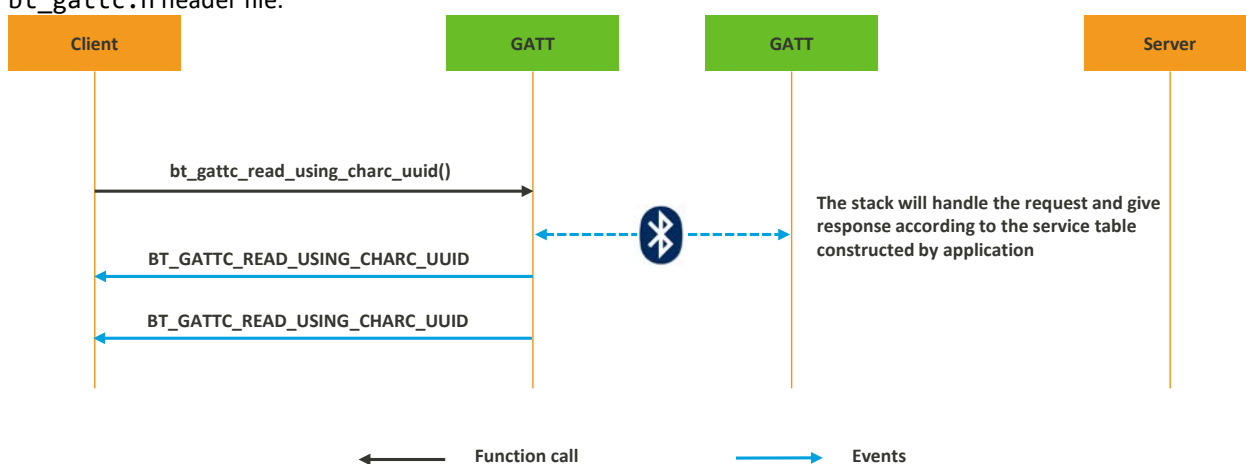 bt_gattc.h header file.
Client GATT GATT Server
bt_gattc_read_using_charc_uuid()
The stack will handle the request and give
response according to the service table
constructed by application
BT_GATTC_READ_USING_CHARC_UUID
BT_GATTC_READ_USING_CHARC_UUID
Function call Events